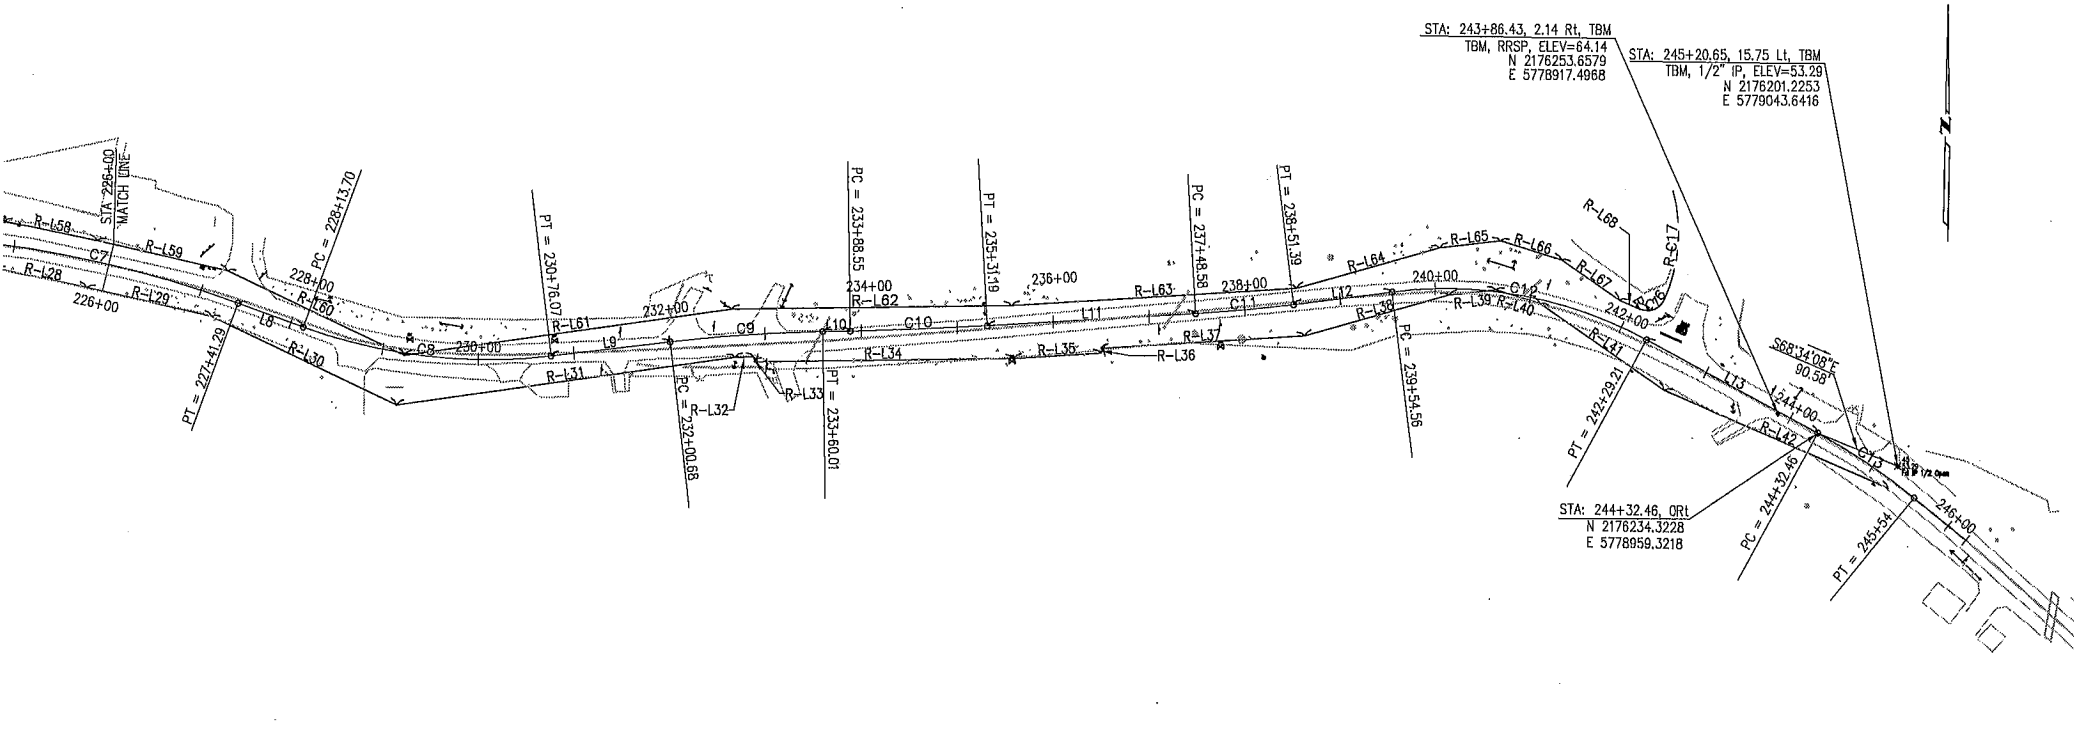 STA: 243+86.43, 2.14 Rt, TBM
TBM, RRSP, ELEV=64.14
N 2176253.6579
E 5778917.4968
STA: 245+20.65, 15.75 Lt, TBM
TBM, 1/2" IP, ELEV=53.29
N 2176201.2253
E 5779043.6416
Z
STA 226+00
MATCH LINE
R-L58
R-L59
C7
R-L28
R-L29
226+00
PC = 228+13.70
228+00
R-L60
L8
PT = 227+41.29
R-L30
C8
230+00
PT = 230+76.07
R-L61
L9
R-L31
232+00
PC = 232+00.68
R-L32
R-L33
C9
L10
PT = 233+60.01
PC = 233+88.55
234+00
R-L62
C10
R-L34
PT = 235+31.19
236+00
L11
R-L35
R-L63
R-L36
R-L37
PC = 237+48.58
238+00
C11
PT = 238+51.39
L12
R-L38
R-L64
PC = 239+54.56
240+00
R-L65
R-L39
R-L40
C12
R-L66
R-L67
R-L68
R-C16
R-C17
242+00
R-L41
PT = 242+29.21
L13
S68°34'08"E
90.58'
244+00
R-L42
C13
PC = 244+32.46
STA: 244+32.46, 0Rt
N 2176234.3228
E 5778959.3218
PT = 245+54
246+00